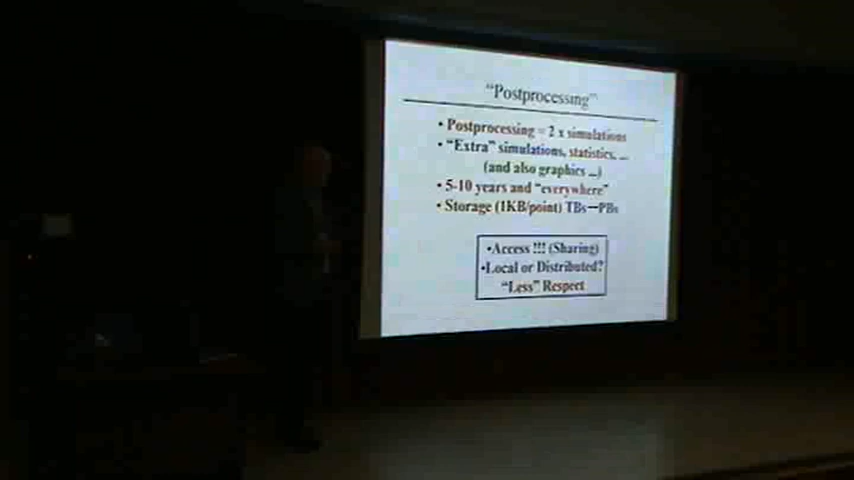 “Postprocessing”
• Postprocessing = 2 x simulations
• “Extra” simulations, statistics, ...
(and also graphics ...)
• 5-10 years and “everywhere”
• Storage (1KB/point) TBs—PBs
•Access !!! (Sharing)
•Local or Distributed?
“Less” Respect